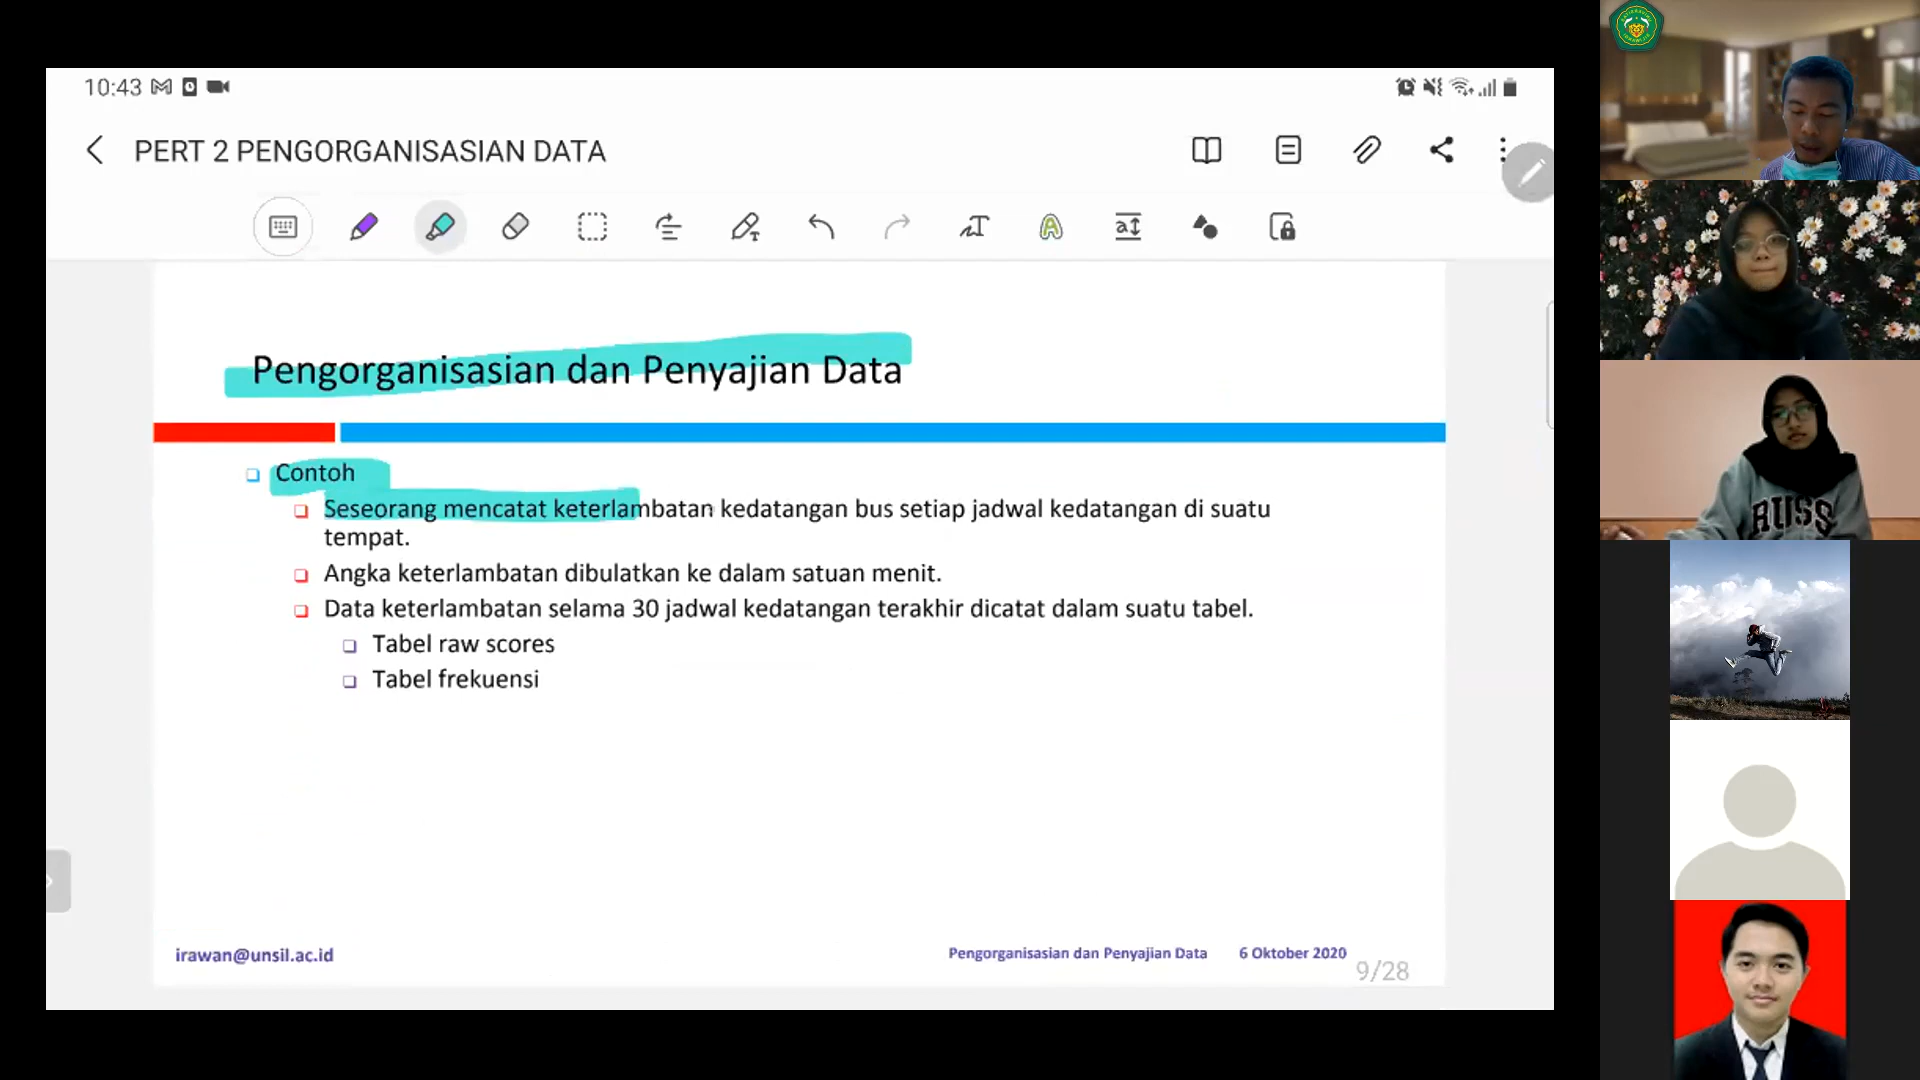 10:43
PERT 2 PENGORGANISASIAN DATA
Pengorganisasian dan Penyajian Data
Contoh
Seseorang mencatat keterlambatan kedatangan bus setiap jadwal kedatangan di suatu
tempat.
Angka keterlambatan dibulatkan ke dalam satuan menit.
Data keterlambatan selama 30 jadwal kedatangan terakhir dicatat dalam suatu tabel.
Tabel raw scores
Tabel frekuensi
irawan@unsil.ac.id
Pengorganisasian dan Penyajian Data
6 Oktober 2020
9/28
RUSS